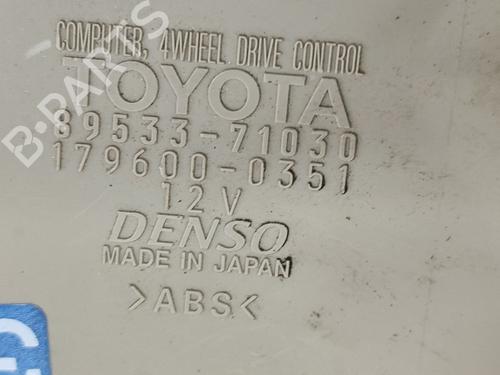 COMPUTER, 4WHEEL DRIVE CONTROL
TOYOTA
89533-71030
179600-0351
12V
DENSO
MADE IN JAPAN
>ABS<
B-PARTS